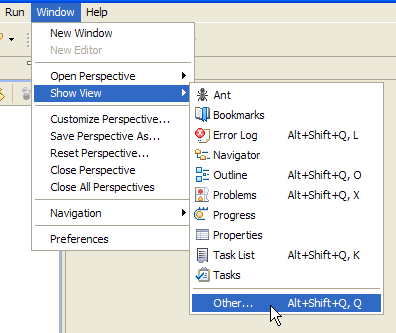 Run Window Help
New Window
New Editor
Open Perspective
Show View
Customize Perspective...
Save Perspective As...
Reset Perspective...
Close Perspective
Close All Perspectives
Navigation
Preferences
Ant
Bookmarks
Error Log Alt+Shift+Q, L
Navigator
Outline Alt+Shift+Q, O
Problems Alt+Shift+Q, X
Progress
Properties
Task List Alt+Shift+Q, K
Tasks
Other... Alt+Shift+Q, Q